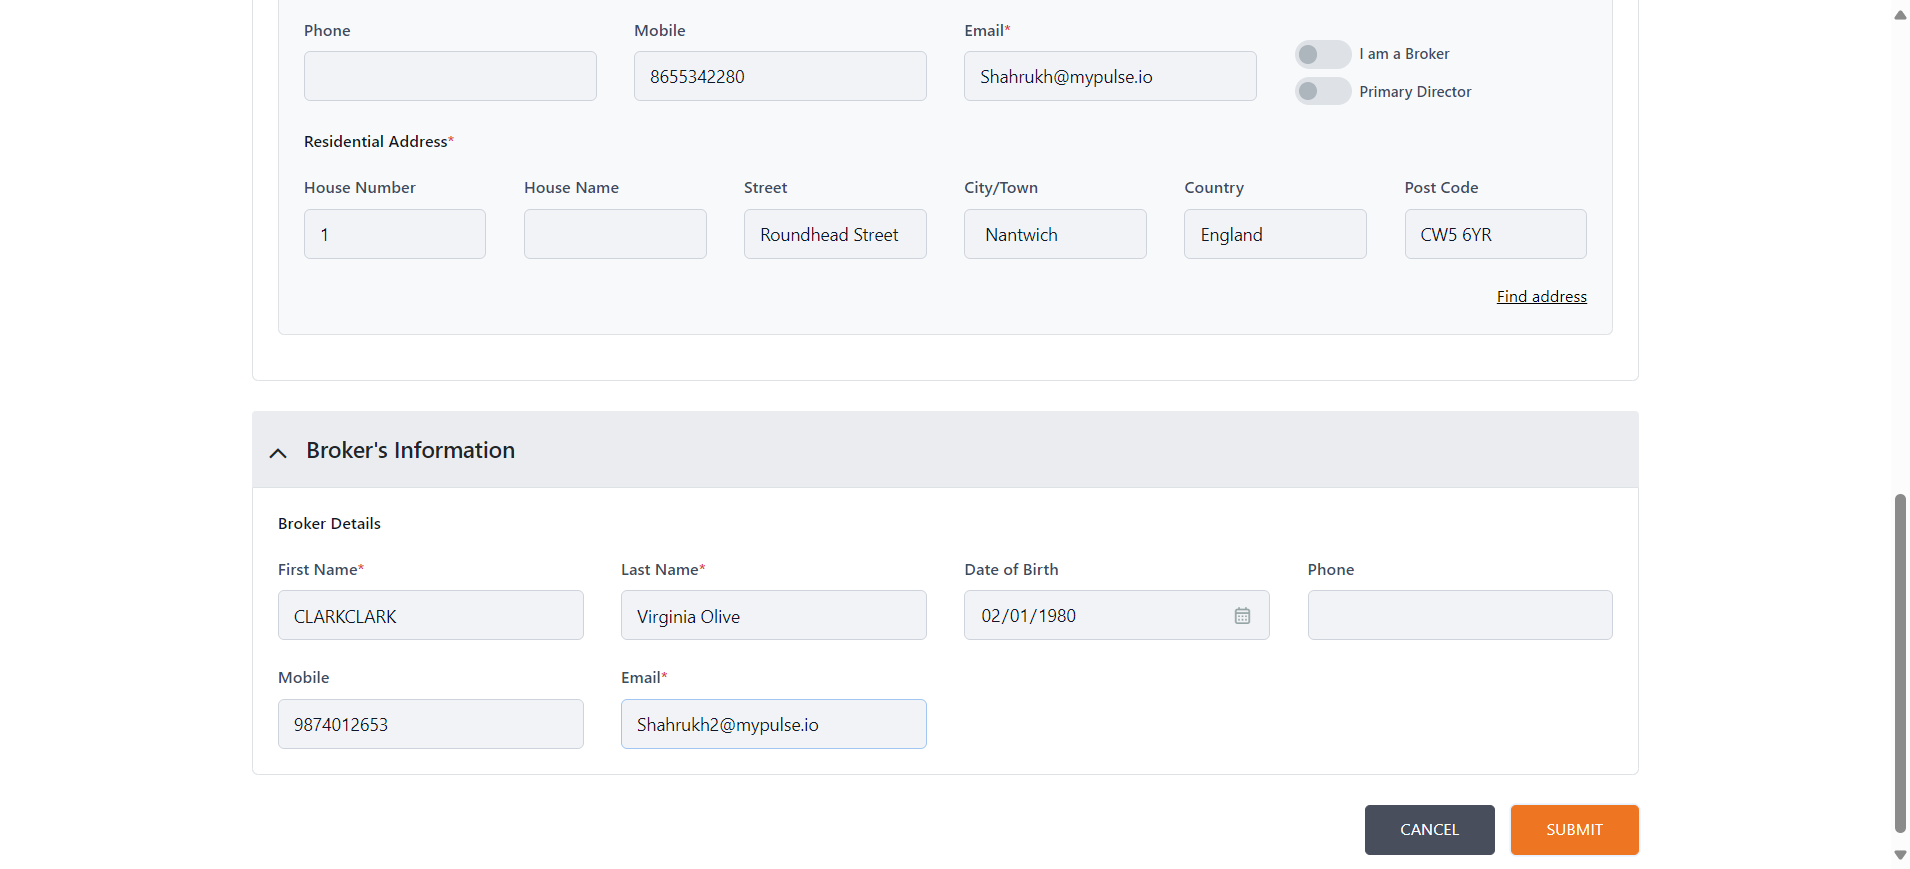 Phone
Mobile
Email*
8655342280
Shahrukh@mypulse.io
I am a Broker
Primary Director
Residential Address*
House Number
House Name
Street
City/Town
Country
Post Code
1
Roundhead Street
Nantwich
England
CW5 6YR
Find address
Broker's Information
Broker Details
First Name*
Last Name*
Date of Birth
Phone
CLARKCLARK
Virginia Olive
02/01/1980
Mobile
Email*
9874012653
Shahrukh2@mypulse.io
CANCEL
SUBMIT